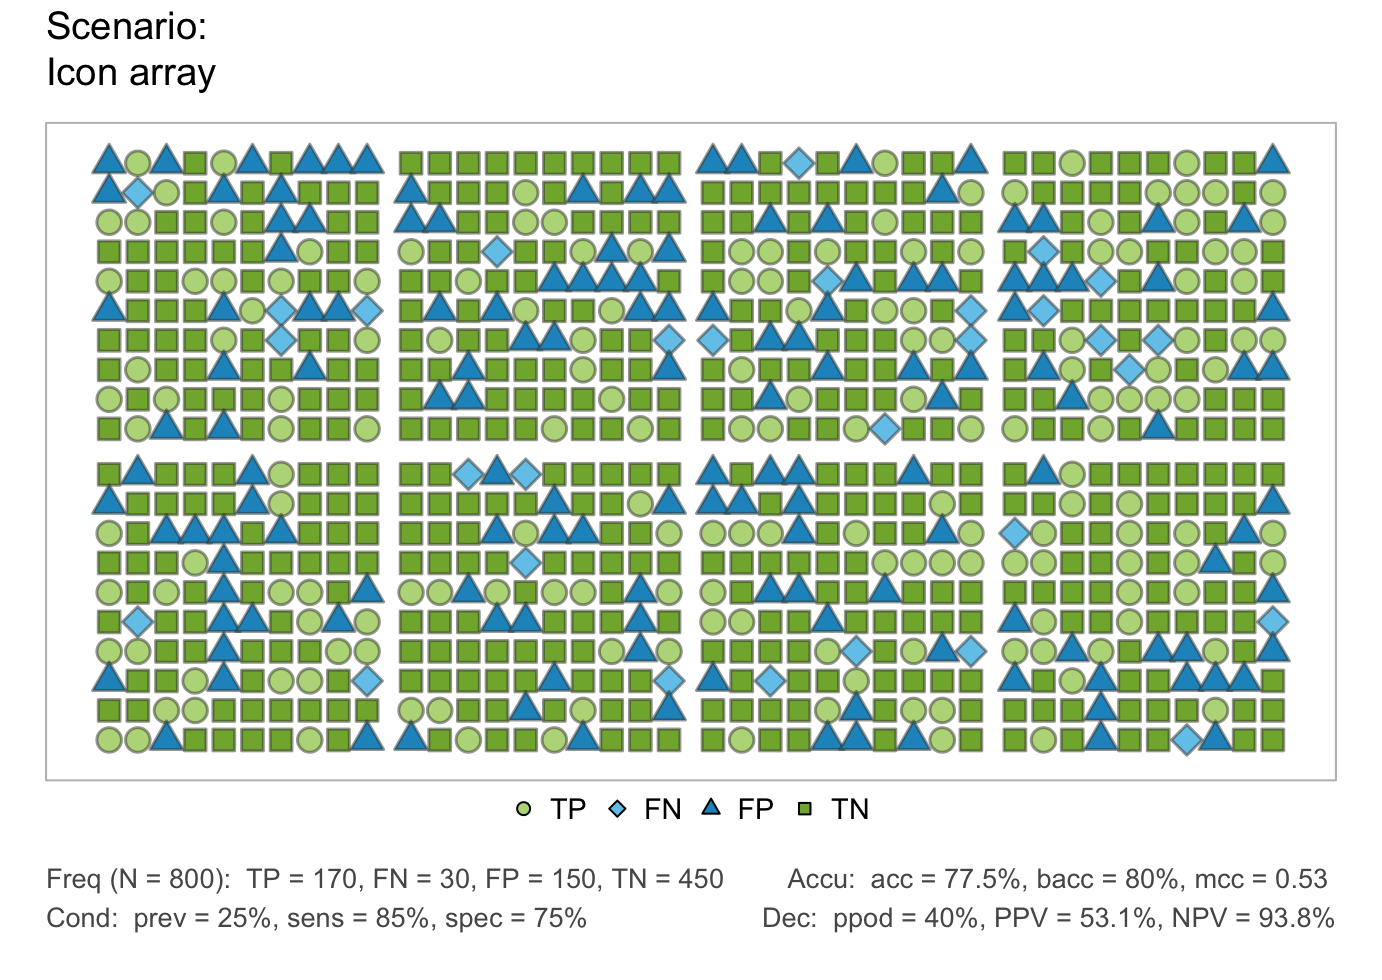 Scenario:
Icon array
TP FN FP TN
Freq (N = 800):  TP = 170, FN = 30, FP = 150, TN = 450
Accu:  acc = 77.5%, bacc = 80%, mcc = 0.53
Cond:  prev = 25%, sens = 85%, spec = 75%
Dec:  ppod = 40%, PPV = 53.1%, NPV = 93.8%